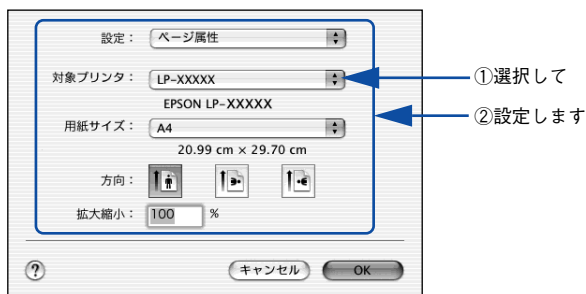 設定： ページ属性
対象プリンタ： LP-XXXXX ①選択して
EPSON LP-XXXXX
②設定します
用紙サイズ： A4
20.99 cm × 29.70 cm
方向：
拡大縮小： 100 %
? キャンセル OK